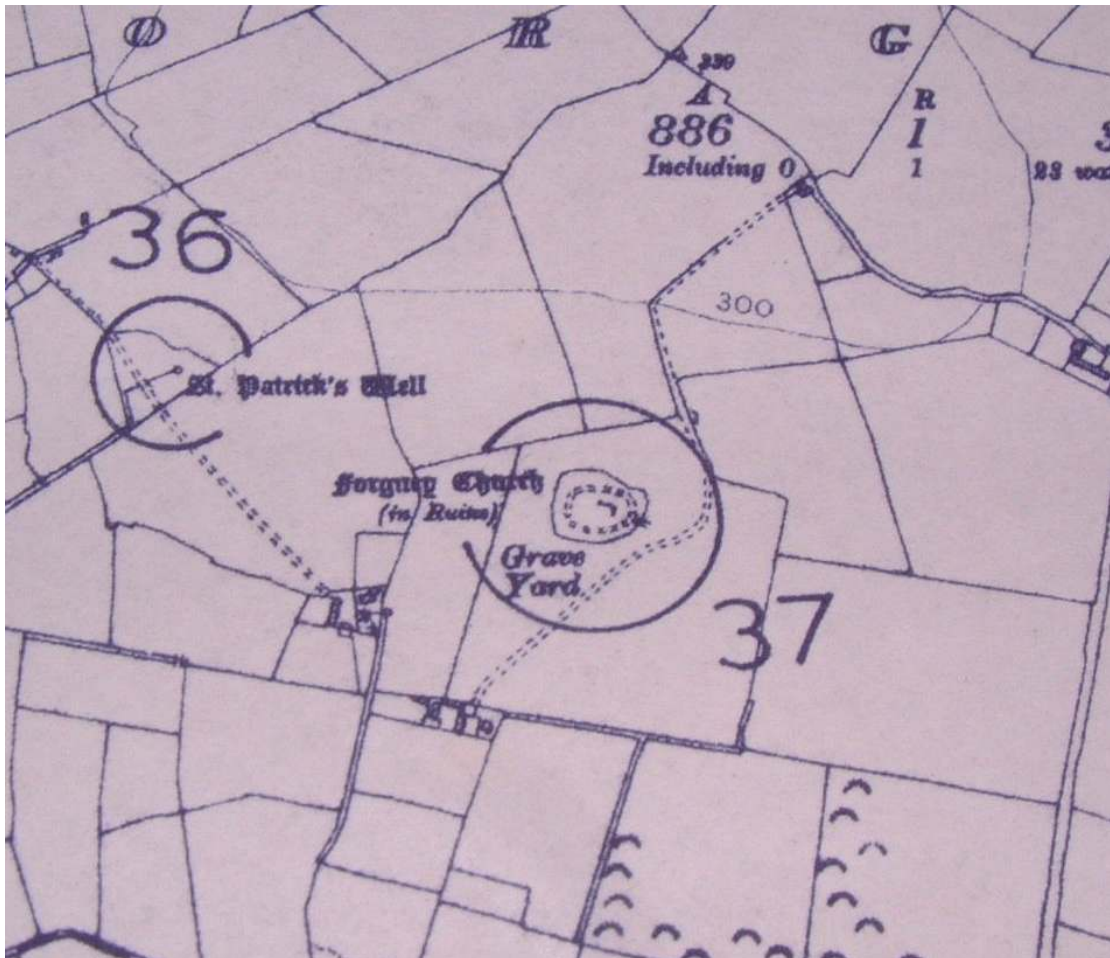 O R G
330
A R
886 1 3
Including 0 1 23
36
300
St. Patrick's Well
Forgney Church
(in Ruins)
Grave
Yard
37